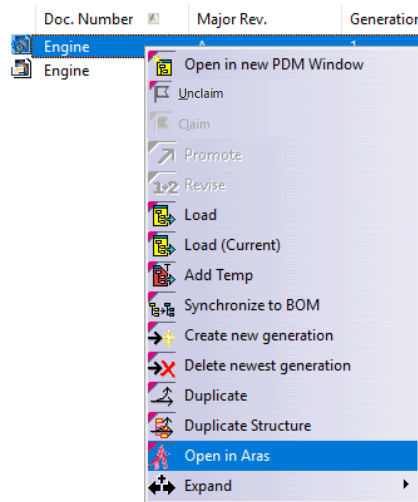 Doc. Number Major Rev. Generation
Engine A 1
Engine
Open in new PDM Window
Unclaim
Claim
Promote
1›2 Revise
Load
Load (Current)
Add Temp
Synchronize to BOM
Create new generation
Delete newest generation
Duplicate
Duplicate Structure
Open in Aras
Expand